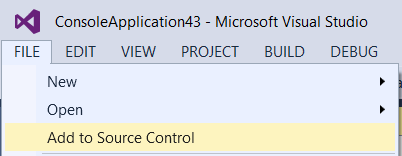 ConsoleApplication43 - Microsoft Visual Studio
FILE EDIT VIEW PROJECT BUILD DEBUG
New
Open
Add to Source Control